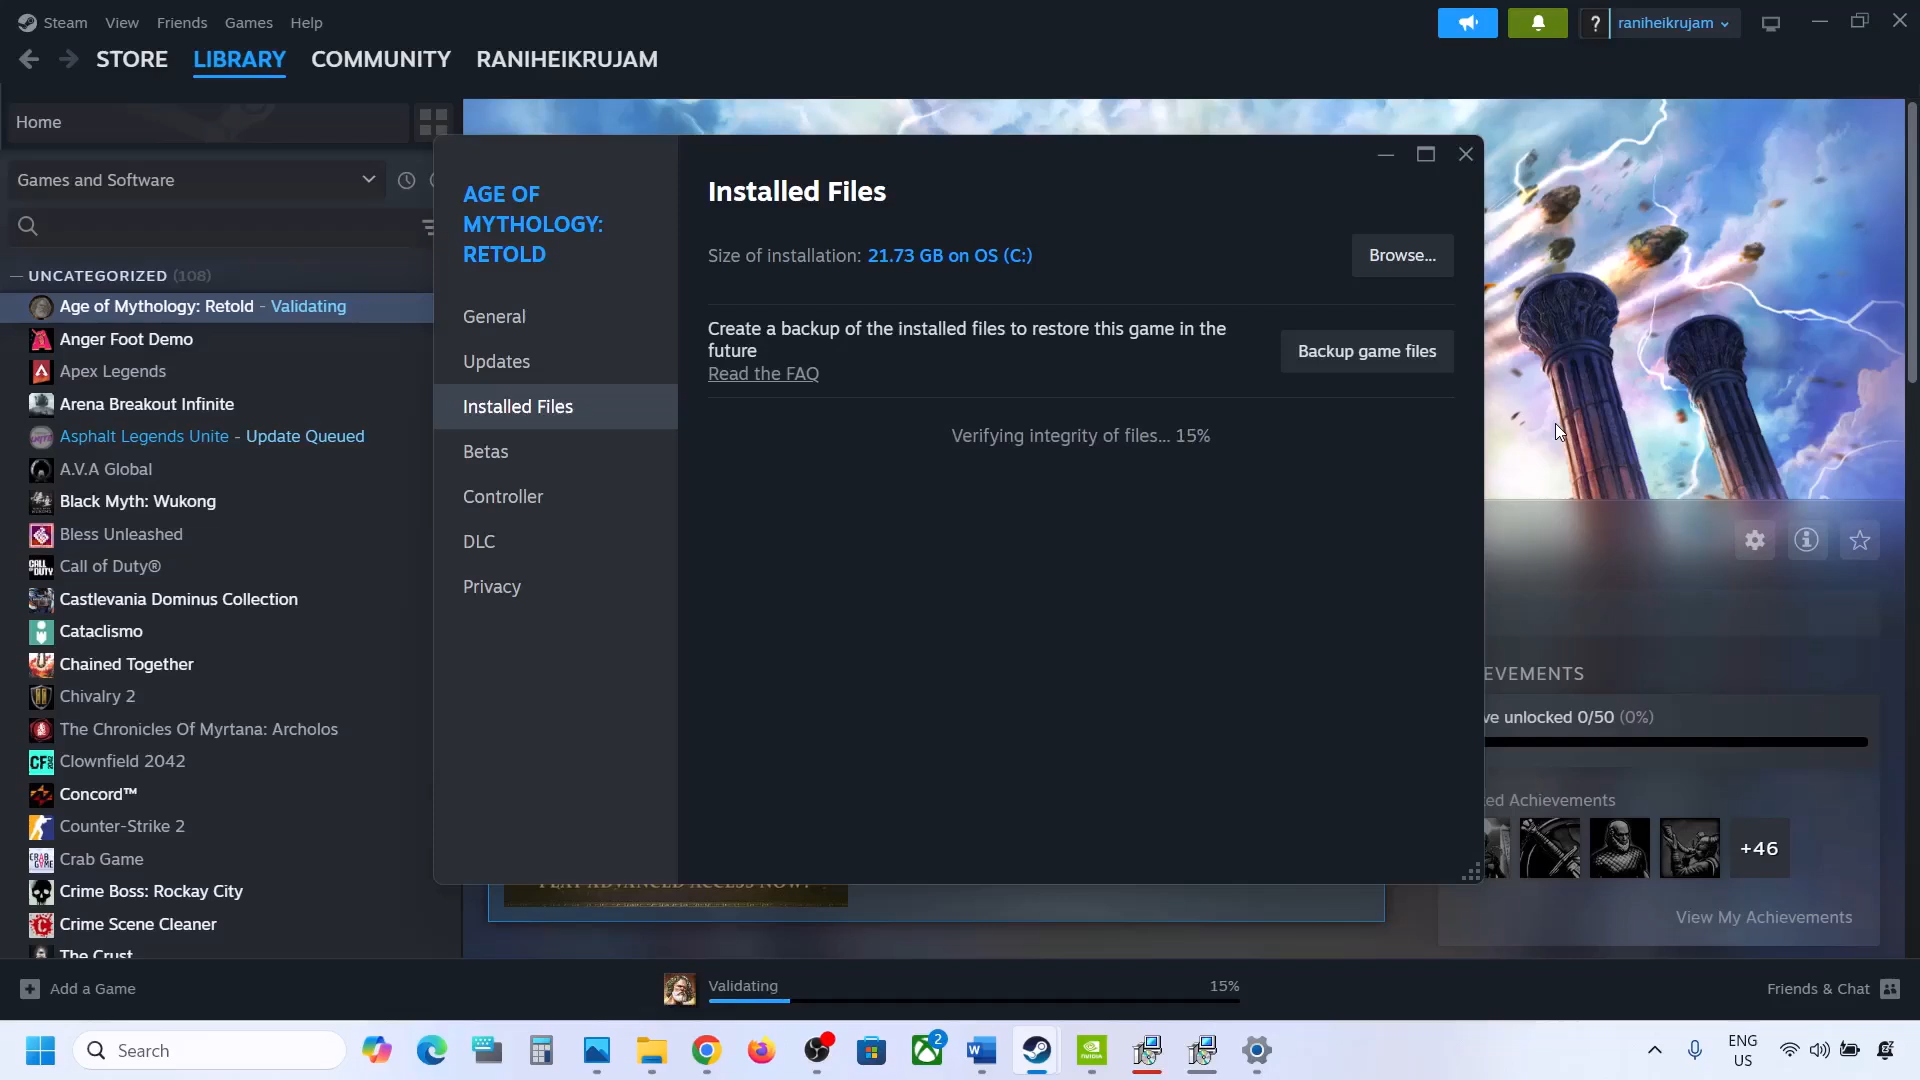 Steam View Friends Games Help
raniheikrujam
STORE LIBRARY COMMUNITY RANIHEIKRUJAM
Home
Games and Software
UNCATEGORIZED (108)
Age of Mythology: Retold - Validating
Anger Foot Demo
Apex Legends
Arena Breakout Infinite
Asphalt Legends Unite - Update Queued
A.V.A Global
Black Myth: Wukong
Bless Unleashed
Call of Duty®
Castlevania Dominus Collection
Cataclismo
Chained Together
Chivalry 2
The Chronicles Of Myrtana: Archolos
Clownfield 2042
Concord™
Counter-Strike 2
Crab Game
Crime Boss: Rockay City
Crime Scene Cleaner
The Crust
AGE OF
MYTHOLOGY:
RETOLD
General
Updates
Installed Files
Betas
Controller
DLC
Privacy
Installed Files
Size of installation: 21.73 GB on OS (C:)
Browse...
Create a backup of the installed files to restore this game in the
future
Read the FAQ
Backup game files
Verifying integrity of files... 15%
EVEMENTS
ve unlocked 0/50 (0%)
ed Achievements
+46
View My Achievements
PLAY ADVANCED ACCESS NOW!
Add a Game
Validating 15%
Friends & Chat
Search
2
ENG
US